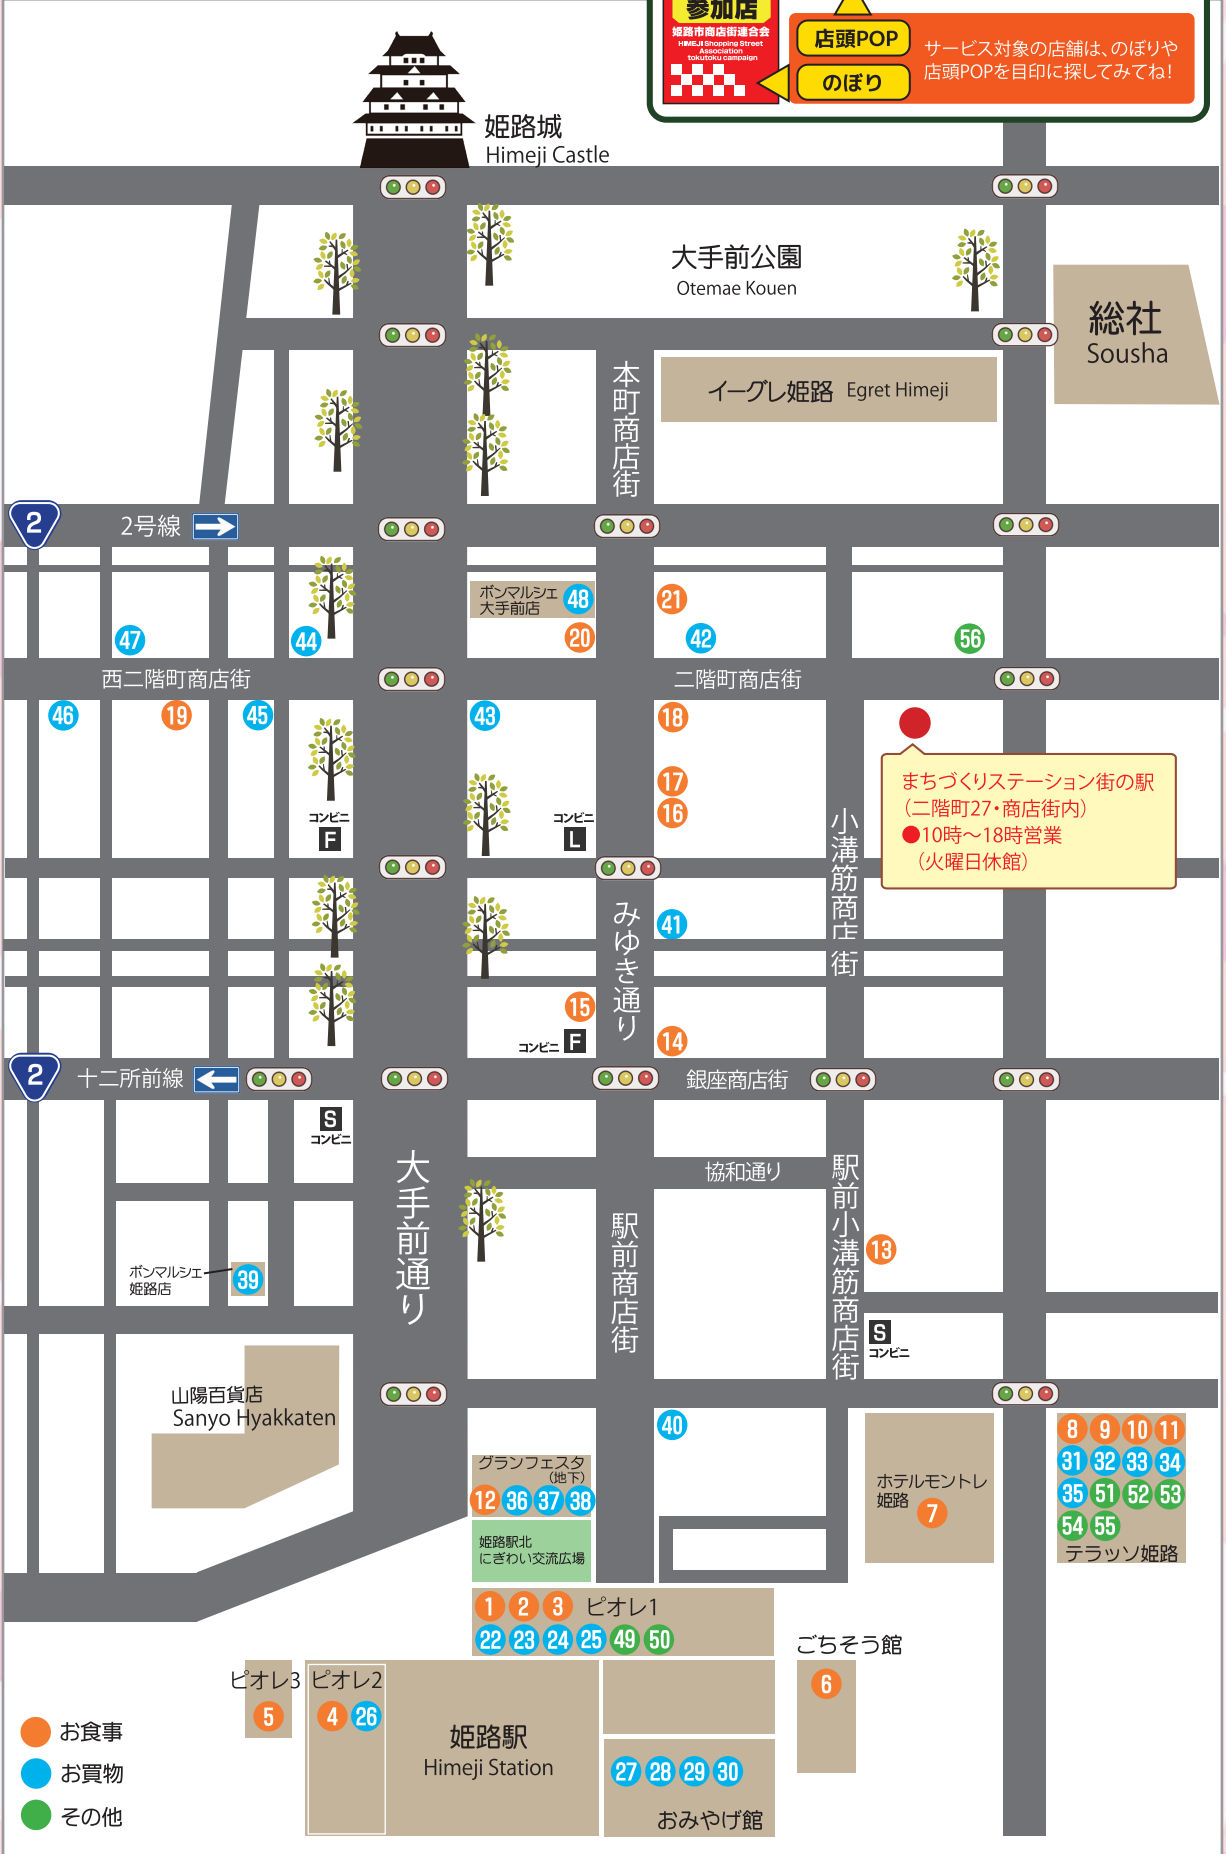 参加店
姫路市商店街連合会
HIMEJI Shopping Street
Association
tokutoku campaign
店頭POP
のぼり
サービス対象の店舗は、のぼりや
店頭POPを目印に探してみてね!
姫路城
Himeji Castle
大手前公園
Otemae Kouen
総社
Sousha
本町商店街
イーグレ姫路 Egret Himeji
2
2号線
ボンマルシェ
大手前店
48
21
20
42
56
47
44
西二階町商店街
二階町商店街
46
19
45
43
18
17
16
まちづくりステーション街の駅
(二階町27・商店街内)
●10時〜18時営業
(火曜日休館)
コンビニ
F
コンビニ
L
小溝筋商店街
みゆき通り
41
15
コンビニ F
14
2
十二所前線
銀座商店街
S
コンビニ
大手前通り
協和通り
駅前商店街
駅前小溝筋商店街
13
ボンマルシェ
姫路店
39
S
コンビニ
山陽百貨店
Sanyo Hyakkaten
40
グランフェスタ
(地下)
12 36 37 38
姫路駅北
にぎわい交流広場
ホテルモントレ
姫路
7
8 9 10 11
31 32 33 34
35 51 52 53
54 55
テラッソ姫路
1 2 3 ピオレ1
22 23 24 25 49 50
ごちそう館
6
ピオレ3
5
ピオレ2
4 26
姫路駅
Himeji Station
27 28 29 30
おみやげ館
お食事
お買物
その他